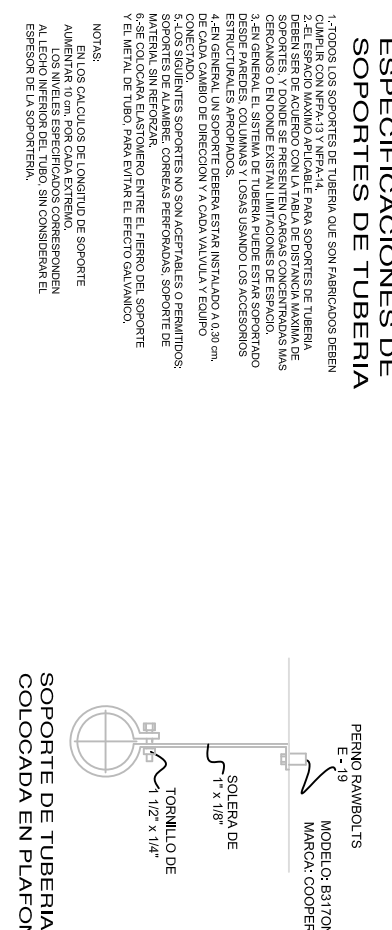 ESPECIFICACIONES DE
SOPORTES DE TUBERIA
1.-TODOS LOS SOPORTES DE TUBERIA QUE SON FABRICADOS DEBEN
CUMPLIR CON NFPA-13 Y NFPA-14.
2.-EL ESPACIO MAXIMO APLICABLE PARA SOPORTES DE TUBERIA
DEBEN SER DE ACUERDO CON LA TABLA DE DISTANCIA MAXIMA DE
SOPORTES, Y DONDE SE PRESENTEN CARGAS CONCENTRADAS MAS
CERCANOS O EN DONDE EXISTAN LIMITACIONES DE ESPACIO.
3.-EN GENERAL EL SISTEMA DE TUBERIA PUEDE ESTAR SOPORTADO
DESDE PAREDES, COLUMNAS Y LOSAS USANDO LOS ACCESORIOS
ESTRUCTURALES APROPIADOS.
4.-EN GENERAL UN SOPORTE DEBERA ESTAR INSTALADO A 0,30 cm.
DE CADA CAMBIO DE DIRECCION Y A CADA VALVULA Y EQUIPO
CONECTADO.
5.-LOS SIGUIENTES SOPORTES NO SON ACEPTABLES O PERMITIDOS;
SOPORTES DE ALAMBRE, CORREAS PERFORADAS, SOPORTE DE
MATERIAL SIN REFORZAR.
6.-SE COLOCARA ELASTOMERO ENTRE EL FIERRO DEL SOPORTE
Y EL METAL DE TUBO, PARA EVITAR EL EFECTO GALVANICO,
NOTAS:
EN LOS CALCULOS DE LONGITUD DE SOPORTE
AUMENTAR 10 cm. POR CADA EXTREMO.
LOS NIVELES ESPECIFICADOS CORRESPONDEN
AL LECHO INFERIOR DEL TUBO, SIN CONSIDERAR EL
ESPESOR DE LA SOPORTERIA.
PERNO RAWBOLTS
E - 19
MARCA: COOPER
SOLERA DE
1" x 1/8"
TORNILLO DE
1 1/2" x 1/4"
SOPORTE DE TUBERIA
COLOCADA EN PLAFON
MODELO: B3170N